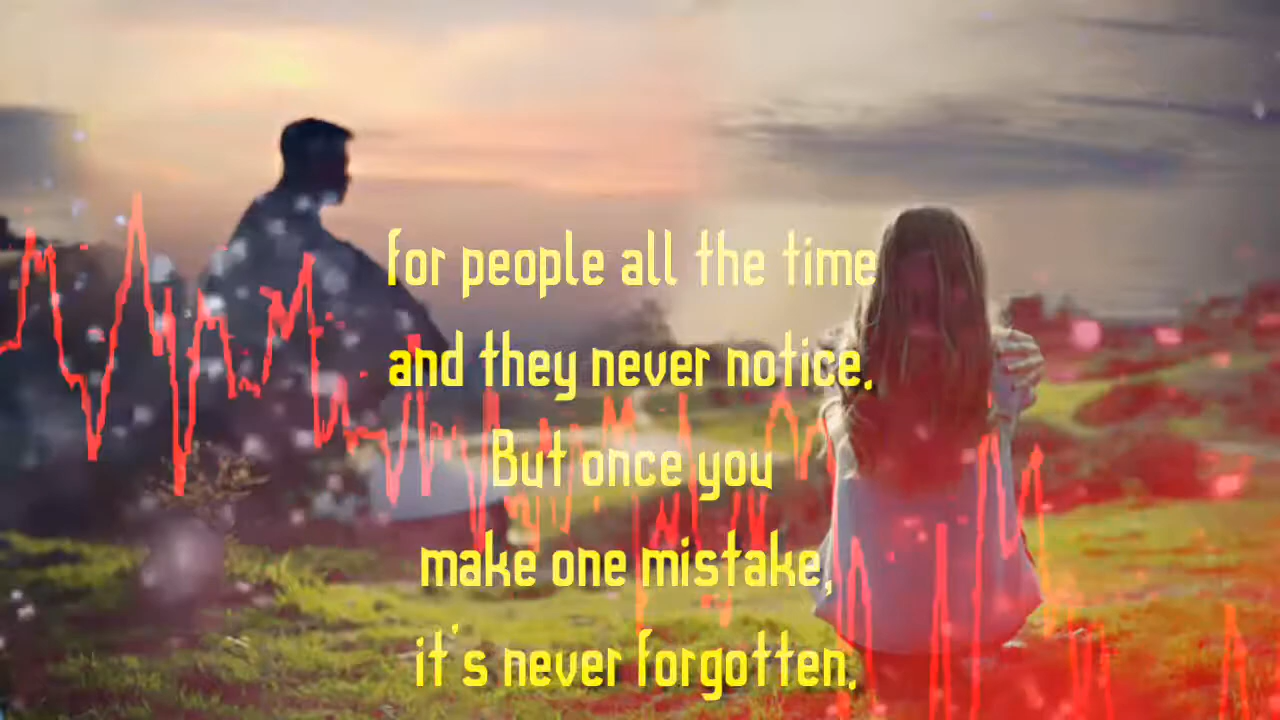 for people all the time
and they never notice.
But once you
make one mistake,
it's never forgotten.